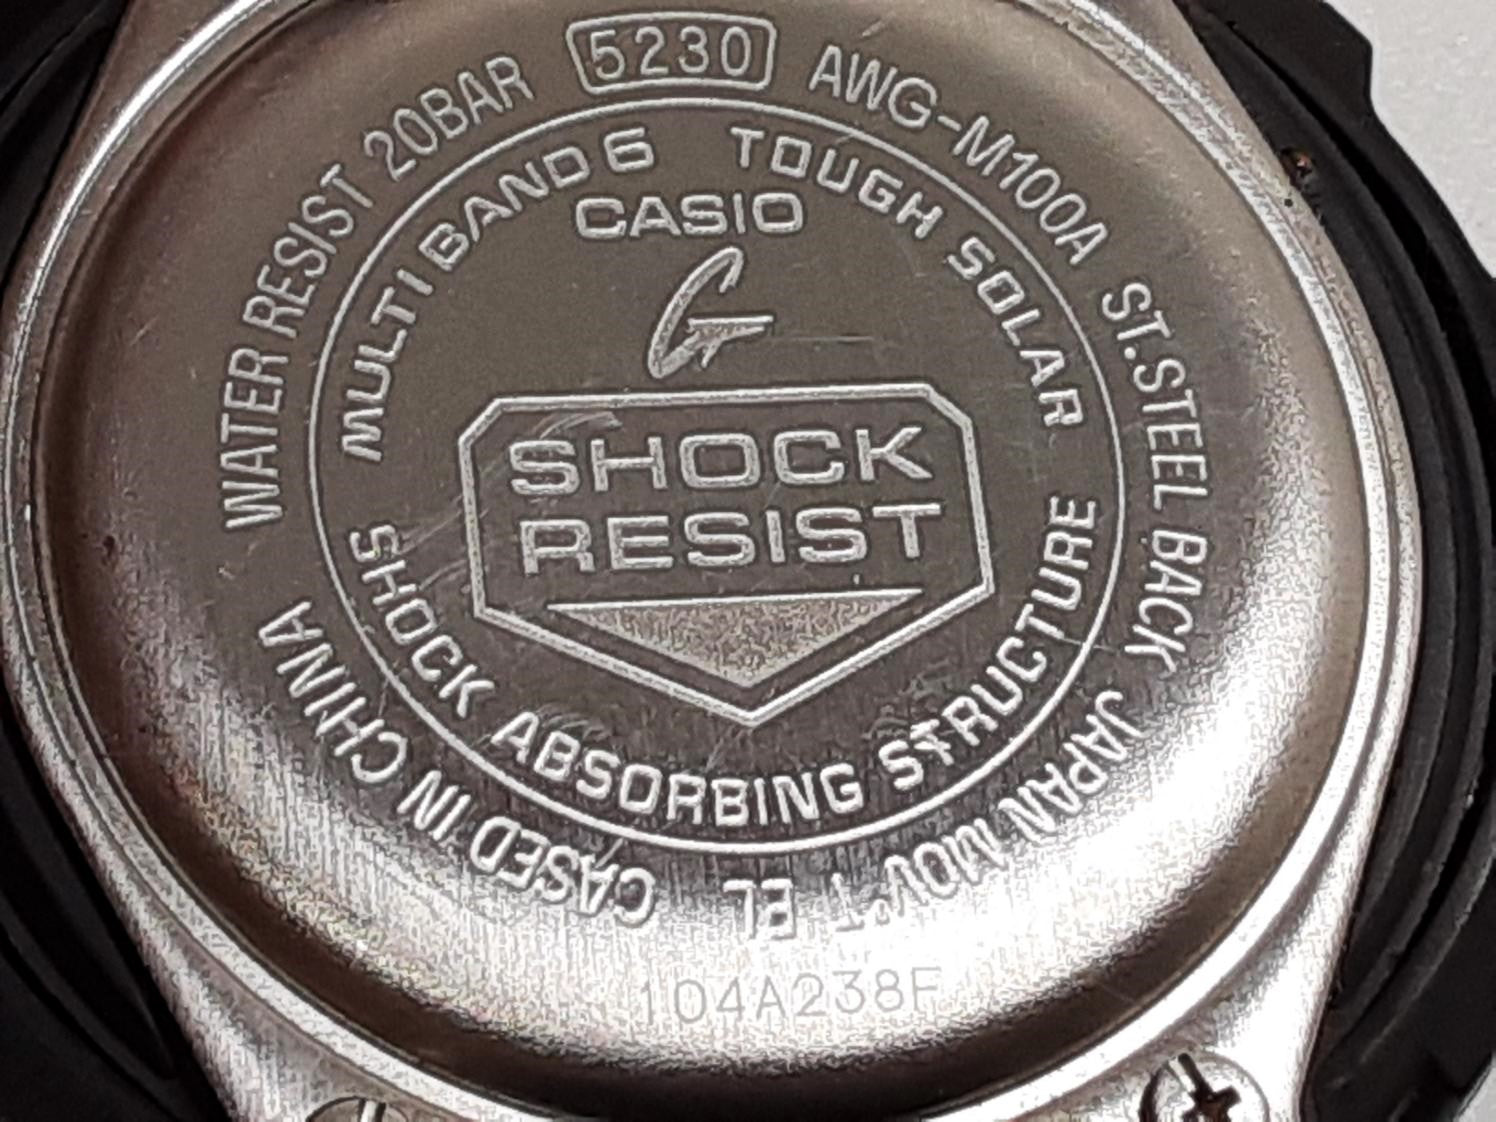 5230 AWG-M100A ST.STEEL BACK JAPAN MOV'T EL CASED IN CHINA WATER RESIST 20BAR
MULTI BAND 6 TOUGH SOLAR
CASIO
G
SHOCK
RESIST
SHOCK ABSORBING STRUCTURE
104A238F